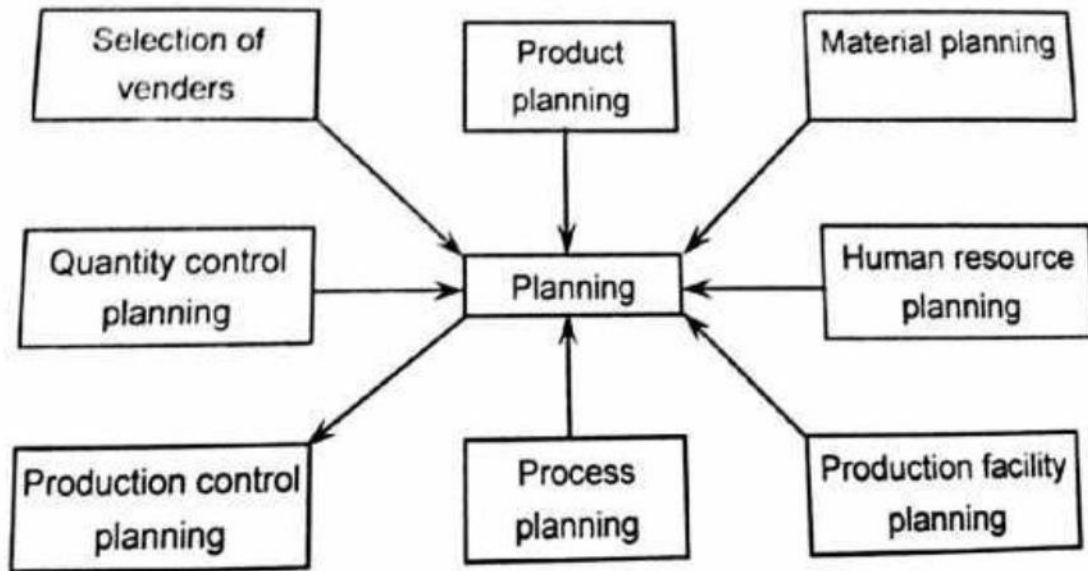 Selection of
venders
Product
planning
Material planning
Quantity control
planning
Planning
Human resource
planning
Production control
planning
Process
planning
Production facility
planning